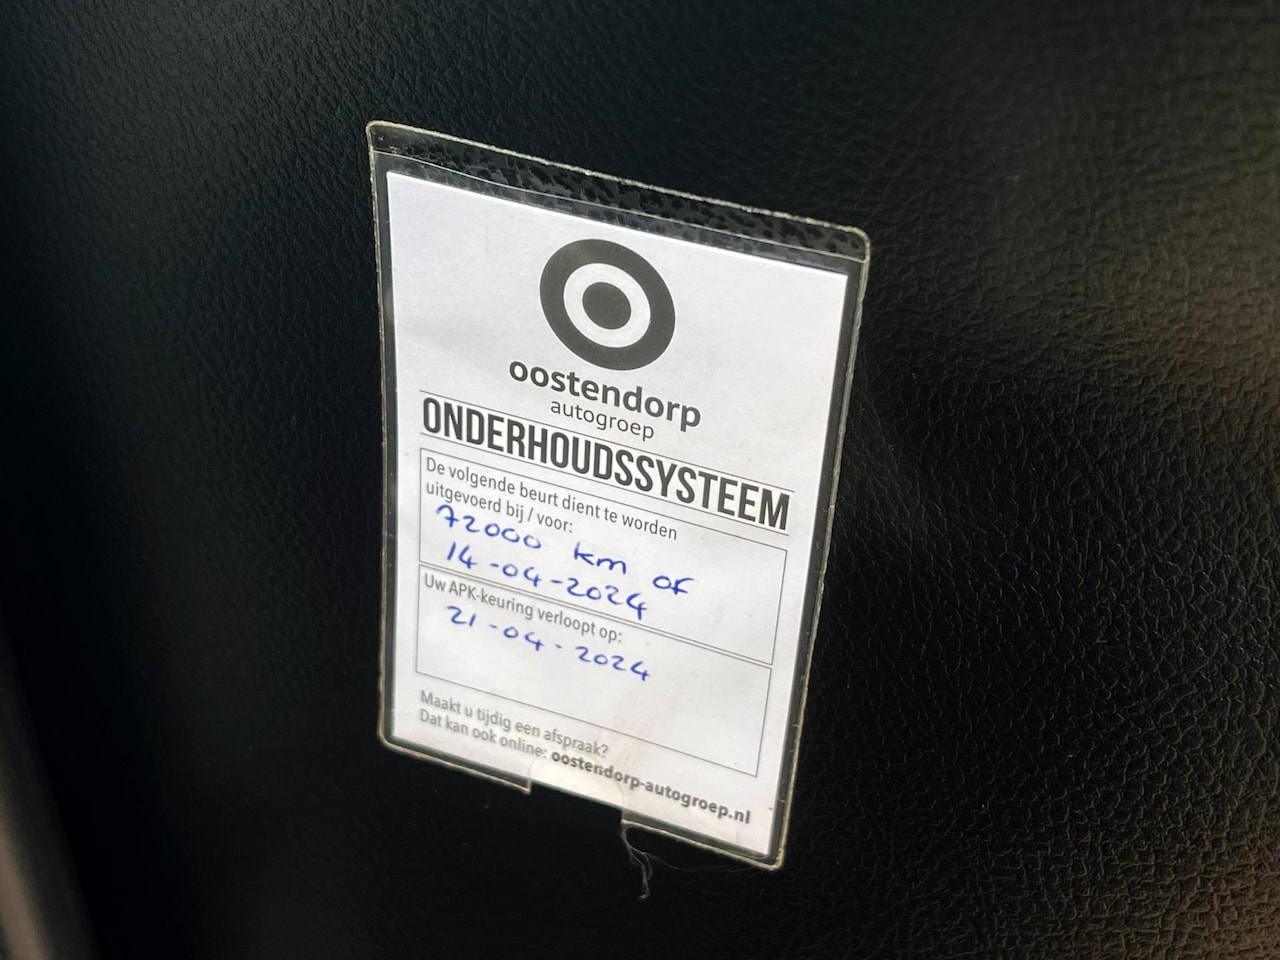 oostendorp
autogroep
ONDERHOUDSSYSTEEM
De volgende beurt dient te worden
uitgevoerd bij / voor:
72000 km of
14-04-2024
Uw APK-keuring verloopt op:
21-04-2024
Maakt u tijdig een afspraak?
Dat kan ook online: oostendorp-autogroep.nl